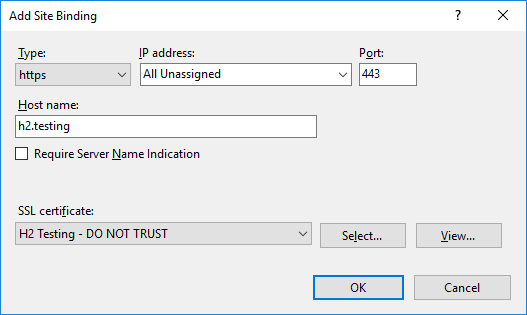 Add Site Binding
?
Type: IP address: Port:
https All Unassigned 443
Host name:
h2.testing
Require Server Name Indication
SSL certificate:
H2 Testing - DO NOT TRUST Select... View...
OK Cancel